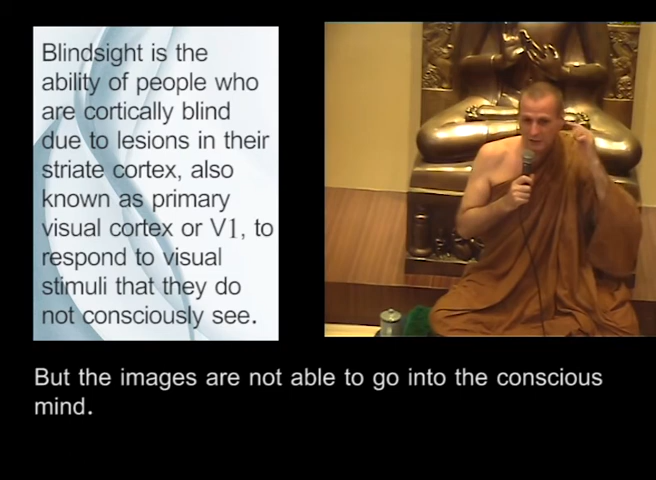 Blindsight is the
ability of people who
are cortically blind
due to lesions in their
striate cortex, also
known as primary
visual cortex or V1, to
respond to visual
stimuli that they do
not consciously see.
But the images are not able to go into the conscious
mind.